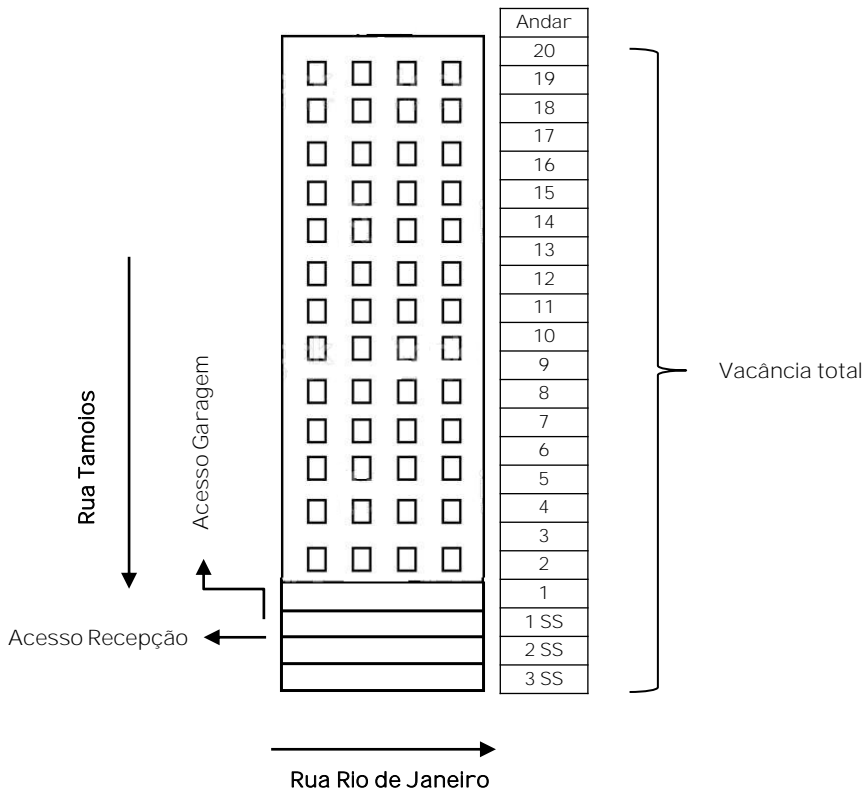 Andar
20
19
18
17
16
15
14
13
12
11
10
9
8
7
6
5
4
3
2
1
1 SS
2 SS
3 SS
Vacância total
Rua Tamoios
Acesso Garagem
Acesso Recepção
Rua Rio de Janeiro